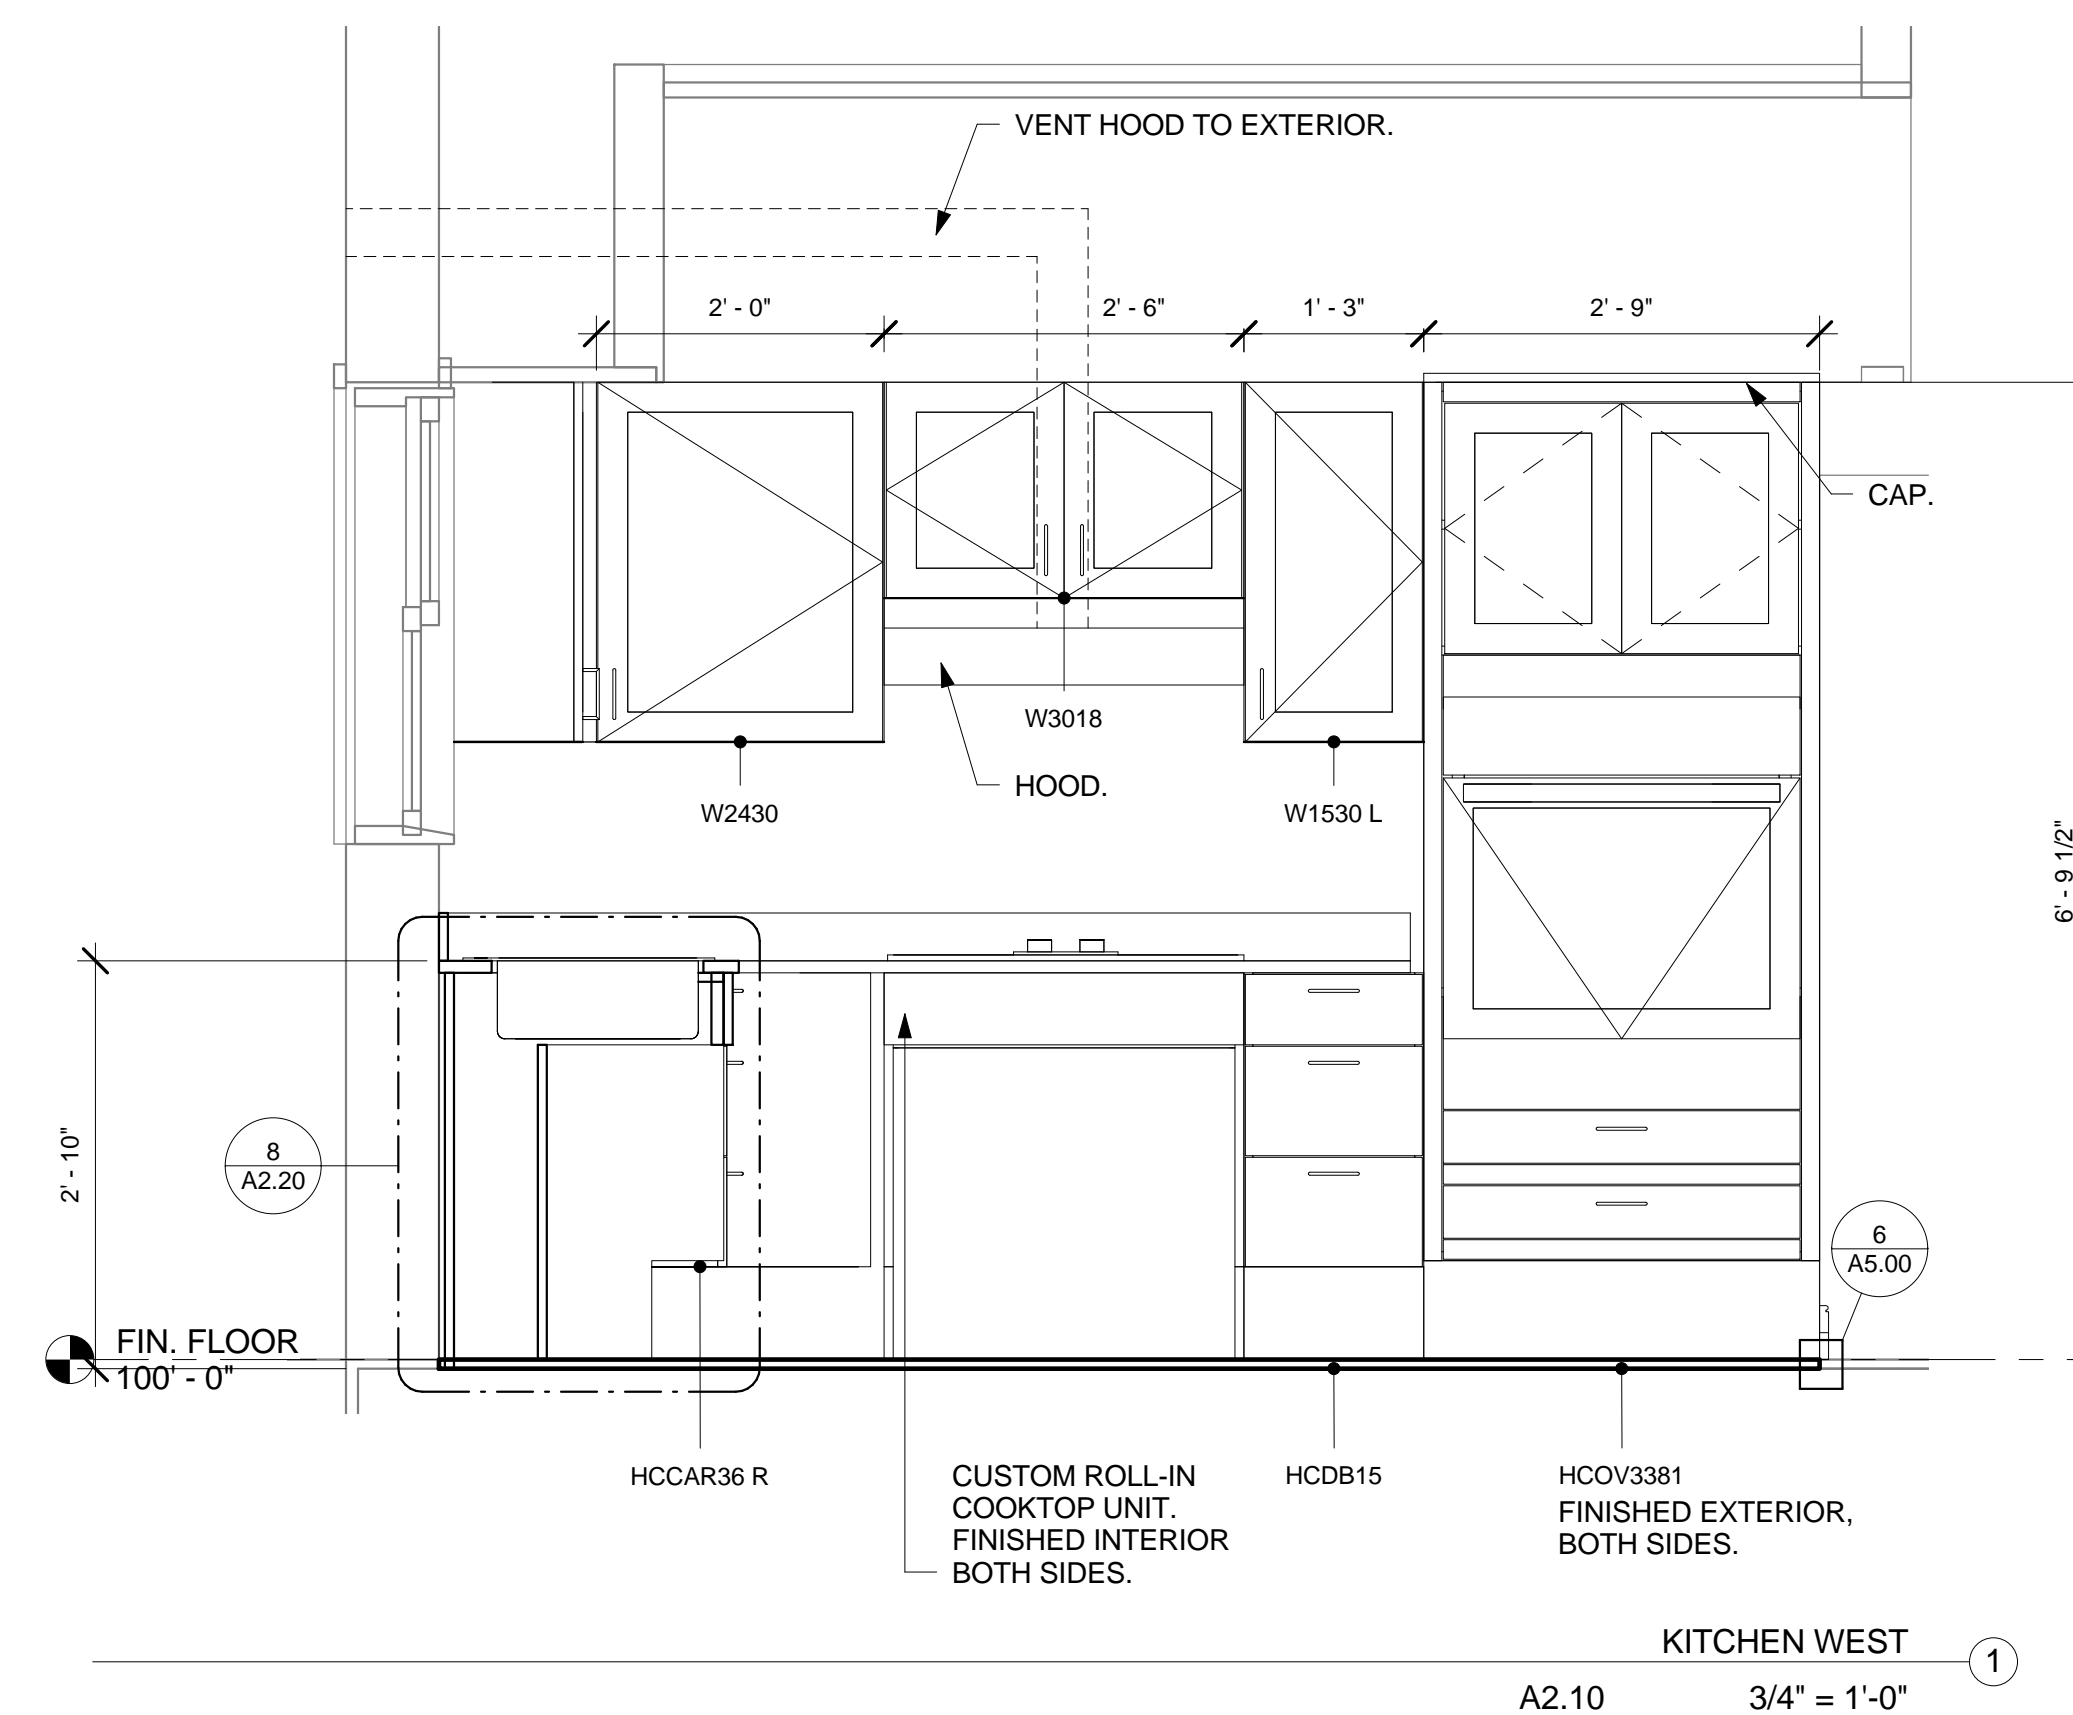 VENT HOOD TO EXTERIOR.
2' - 0"
2' - 6"
1' - 3"
2' - 9"
CAP.
W3018
HOOD.
W2430
W1530 L
6' - 9 1/2"
2' - 10"
8
A2.20
6
A5.00
FIN. FLOOR
100' - 0"
HCCAR36 R
CUSTOM ROLL-IN
COOKTOP UNIT.
FINISHED INTERIOR
BOTH SIDES.
HCDB15
HCOV3381
FINISHED EXTERIOR,
BOTH SIDES.
KITCHEN WEST
1
A2.10
3/4" = 1'-0"